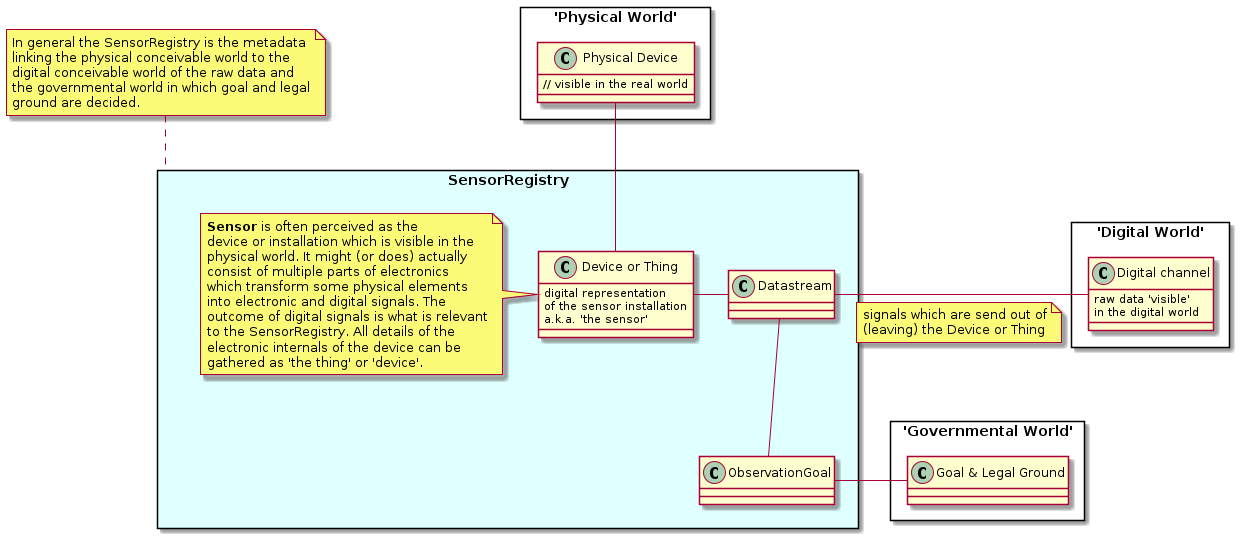 'Physical World'
C Physical Device
// visible in the real world
In general the SensorRegistry is the metadata
linking the physical conceivable world to the
digital conceivable world of the raw data and
the governmental world in which goal and legal
ground are decided.
SensorRegistry
Sensor is often perceived as the
device or installation which is visible in the
physical world. It might (or does) actually
consist of multiple parts of electronics
which transform some physical elements
into electronic and digital signals. The
outcome of digital signals is what is relevant
to the SensorRegistry. All details of the
electronic internals of the device can be
gathered as 'the thing' or 'device'.
C Device or Thing
digital representation
of the sensor installation
a.k.a. 'the sensor'
C Datastream
signals which are send out of
(leaving) the Device or Thing
'Digital World'
C Digital channel
raw data 'visible'
in the digital world
C ObservationGoal
'Governmental World'
C Goal & Legal Ground